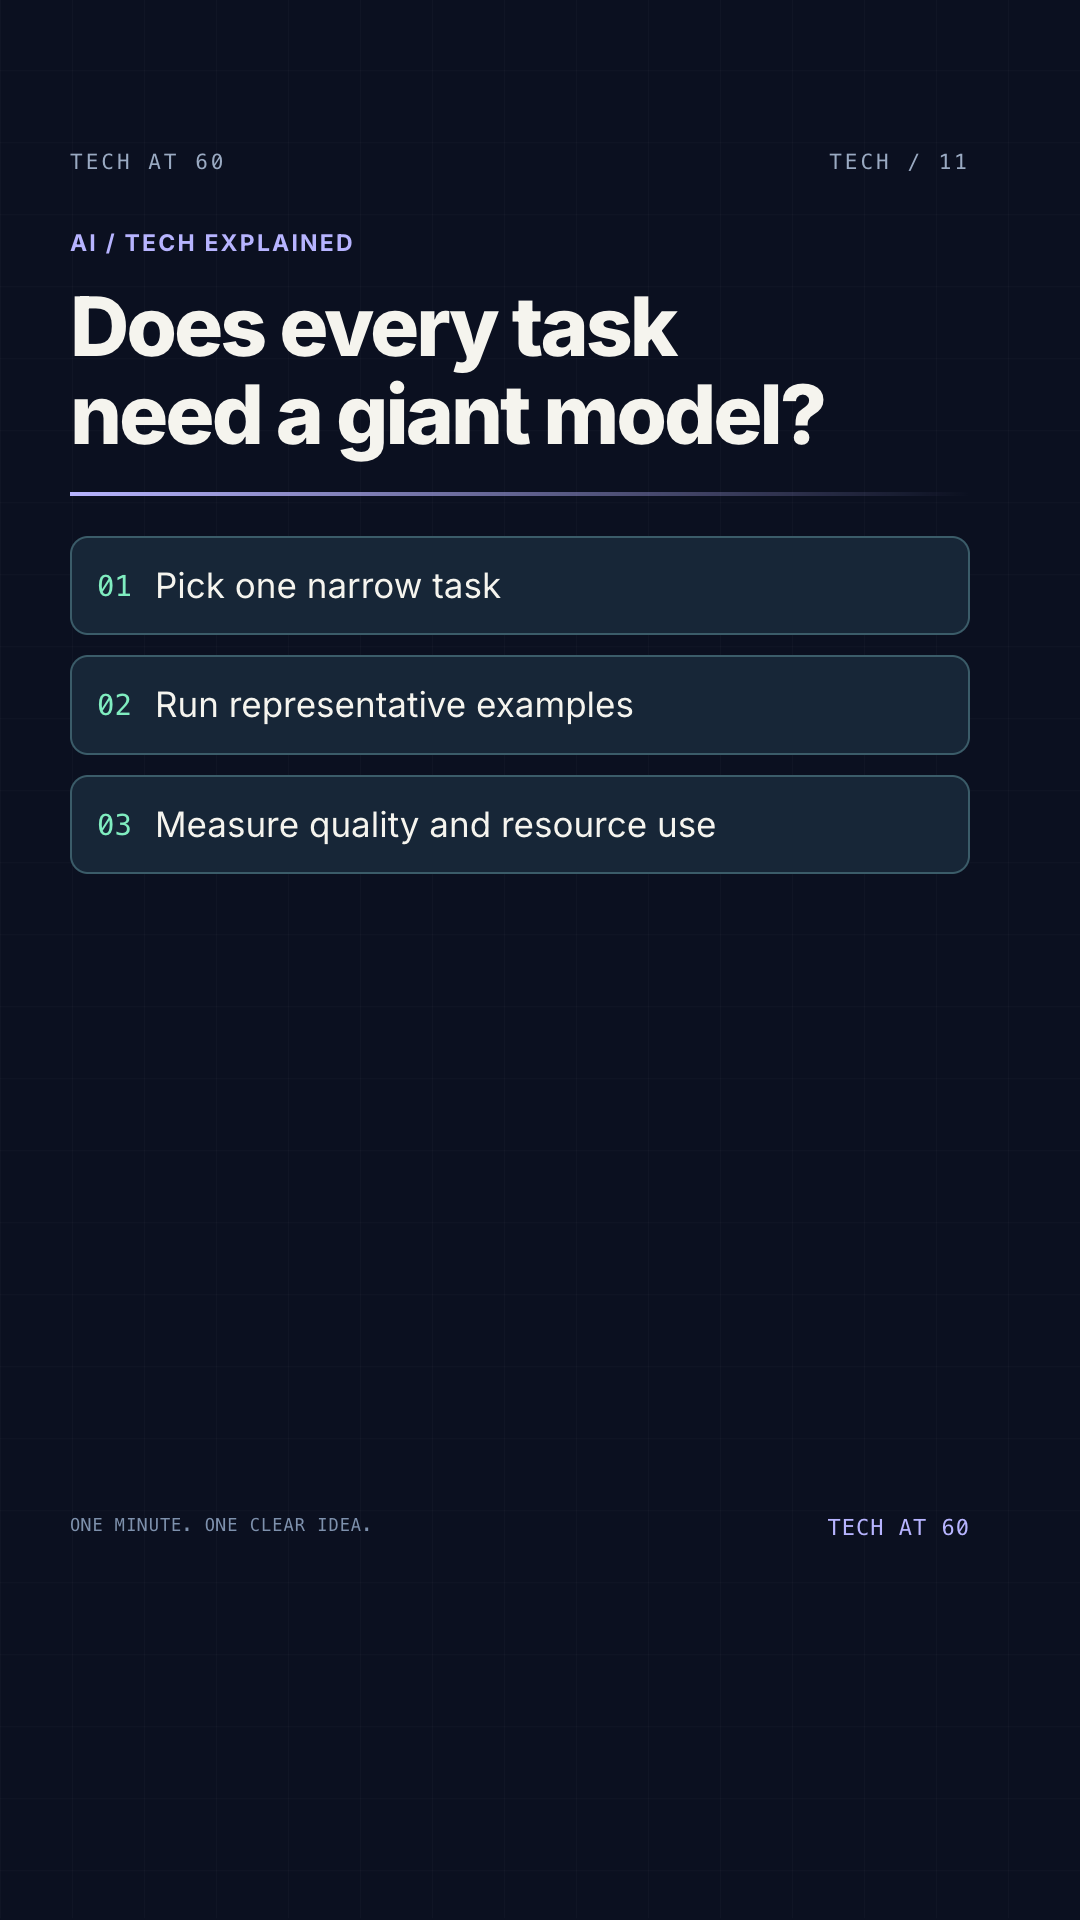 TECH AT 60
TECH / 11
AI / TECH EXPLAINED
Does every task
need a giant model?
01 Pick one narrow task
02 Run representative examples
03 Measure quality and resource use
ONE MINUTE. ONE CLEAR IDEA.
TECH AT 60